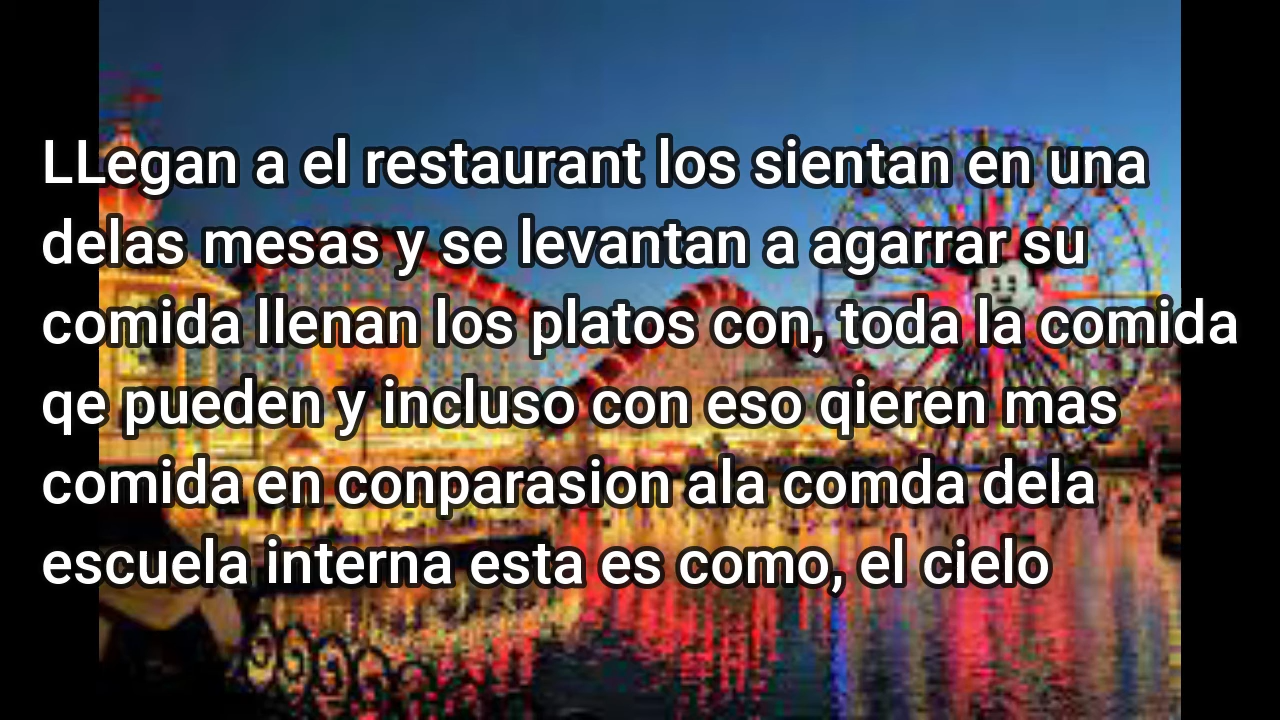 LLegan a el restaurant los sientan en una
delas mesas y se levantan a agarrar su
comida llenan los platos con, toda la comida
qe pueden y incluso con eso qieren mas
comida en conparasion ala comda dela
escuela interna esta es como, el cielo